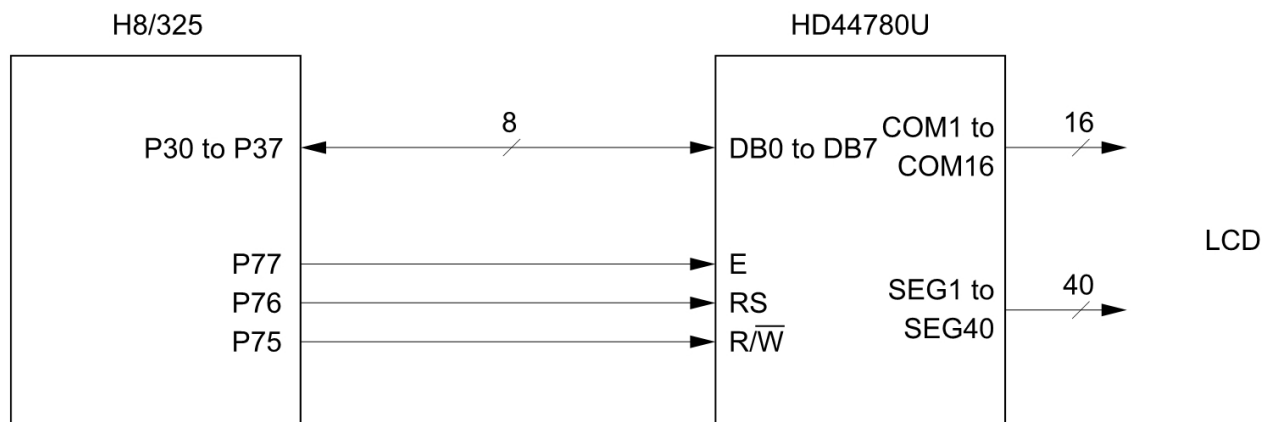 H8/325
HD44780U
P30 to P37
8
DB0 to DB7
COM1 to
COM16
16
LCD
P77
E
P76
RS
P75
R/W̅
SEG1 to
SEG40
40